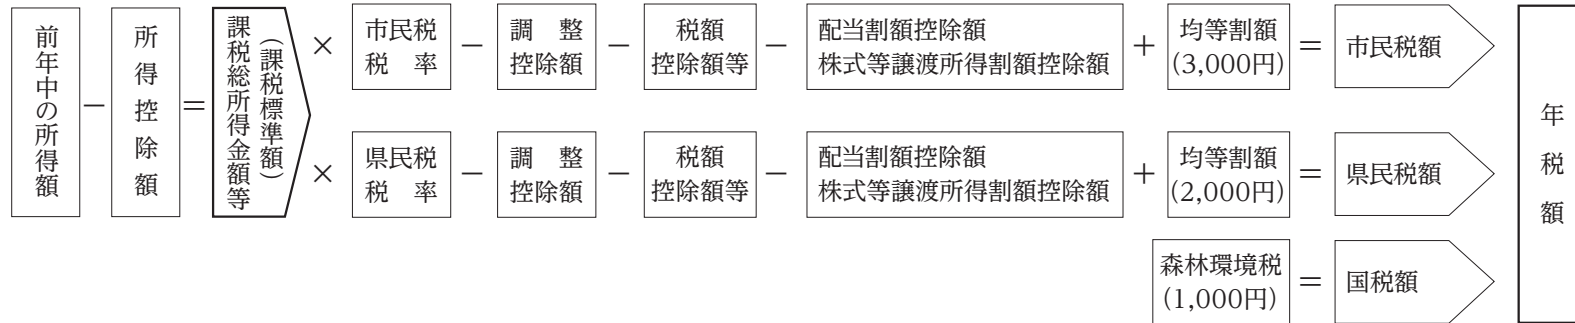 前年中の所得額
−
所得控除額
=
課税総所得金額等
（課税標準額）
×
市民税
税　率
−
調　整
控除額
−
税額
控除額等
−
配当割額控除額
株式等譲渡所得割額控除額
+
均等割額
(3,000円)
=
市民税額
×
県民税
税　率
−
調　整
控除額
−
税額
控除額等
−
配当割額控除額
株式等譲渡所得割額控除額
+
均等割額
(2,000円)
=
県民税額
森林環境税
(1,000円)
=
国税額
年税額